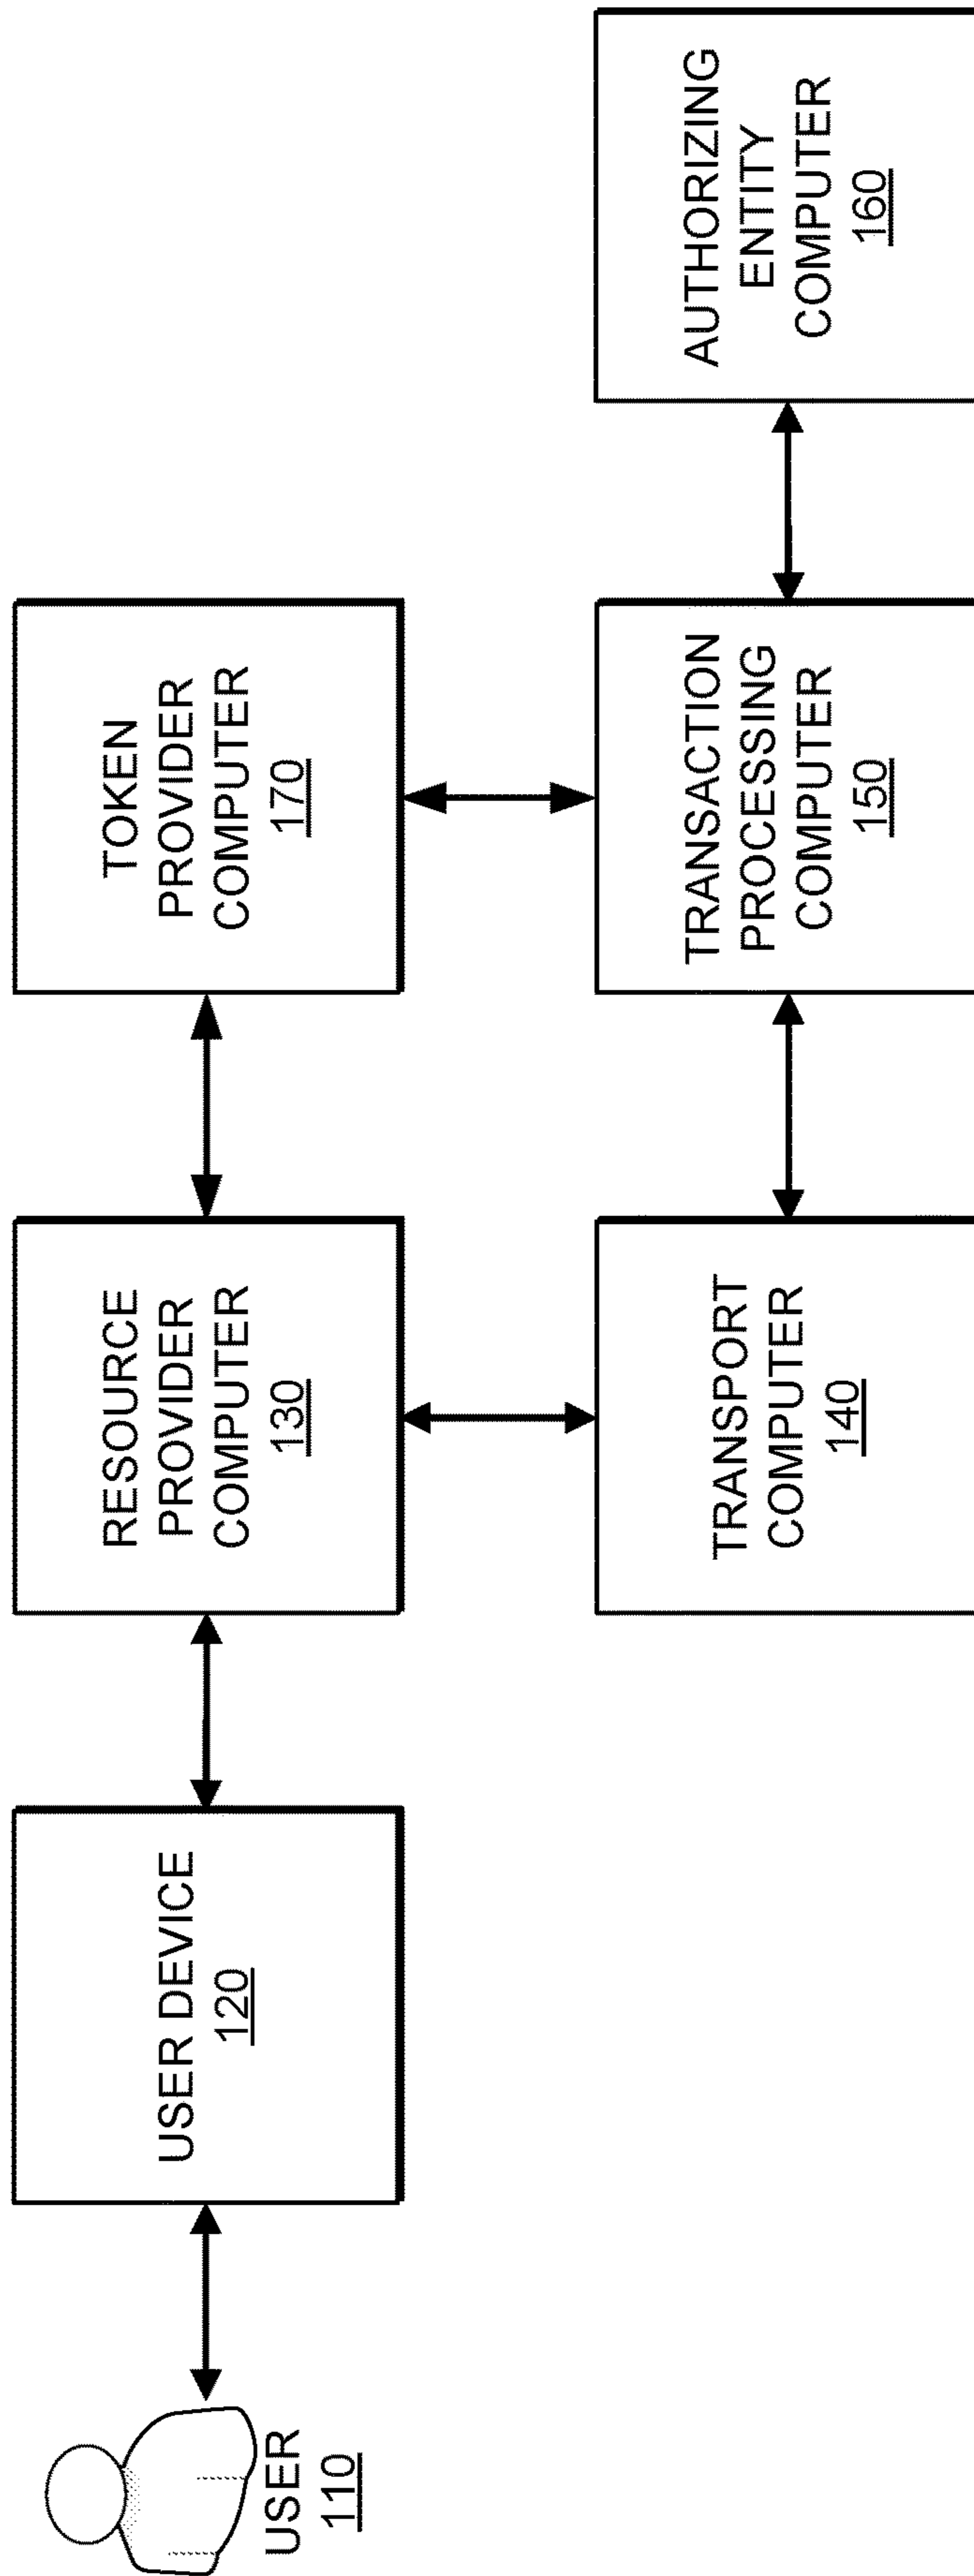 USER
110
USER DEVICE
120
RESOURCE
PROVIDER
COMPUTER
130
TOKEN
PROVIDER
COMPUTER
170
TRANSPORT
COMPUTER
140
TRANSACTION
PROCESSING
COMPUTER
150
AUTHORIZING
ENTITY
COMPUTER
160